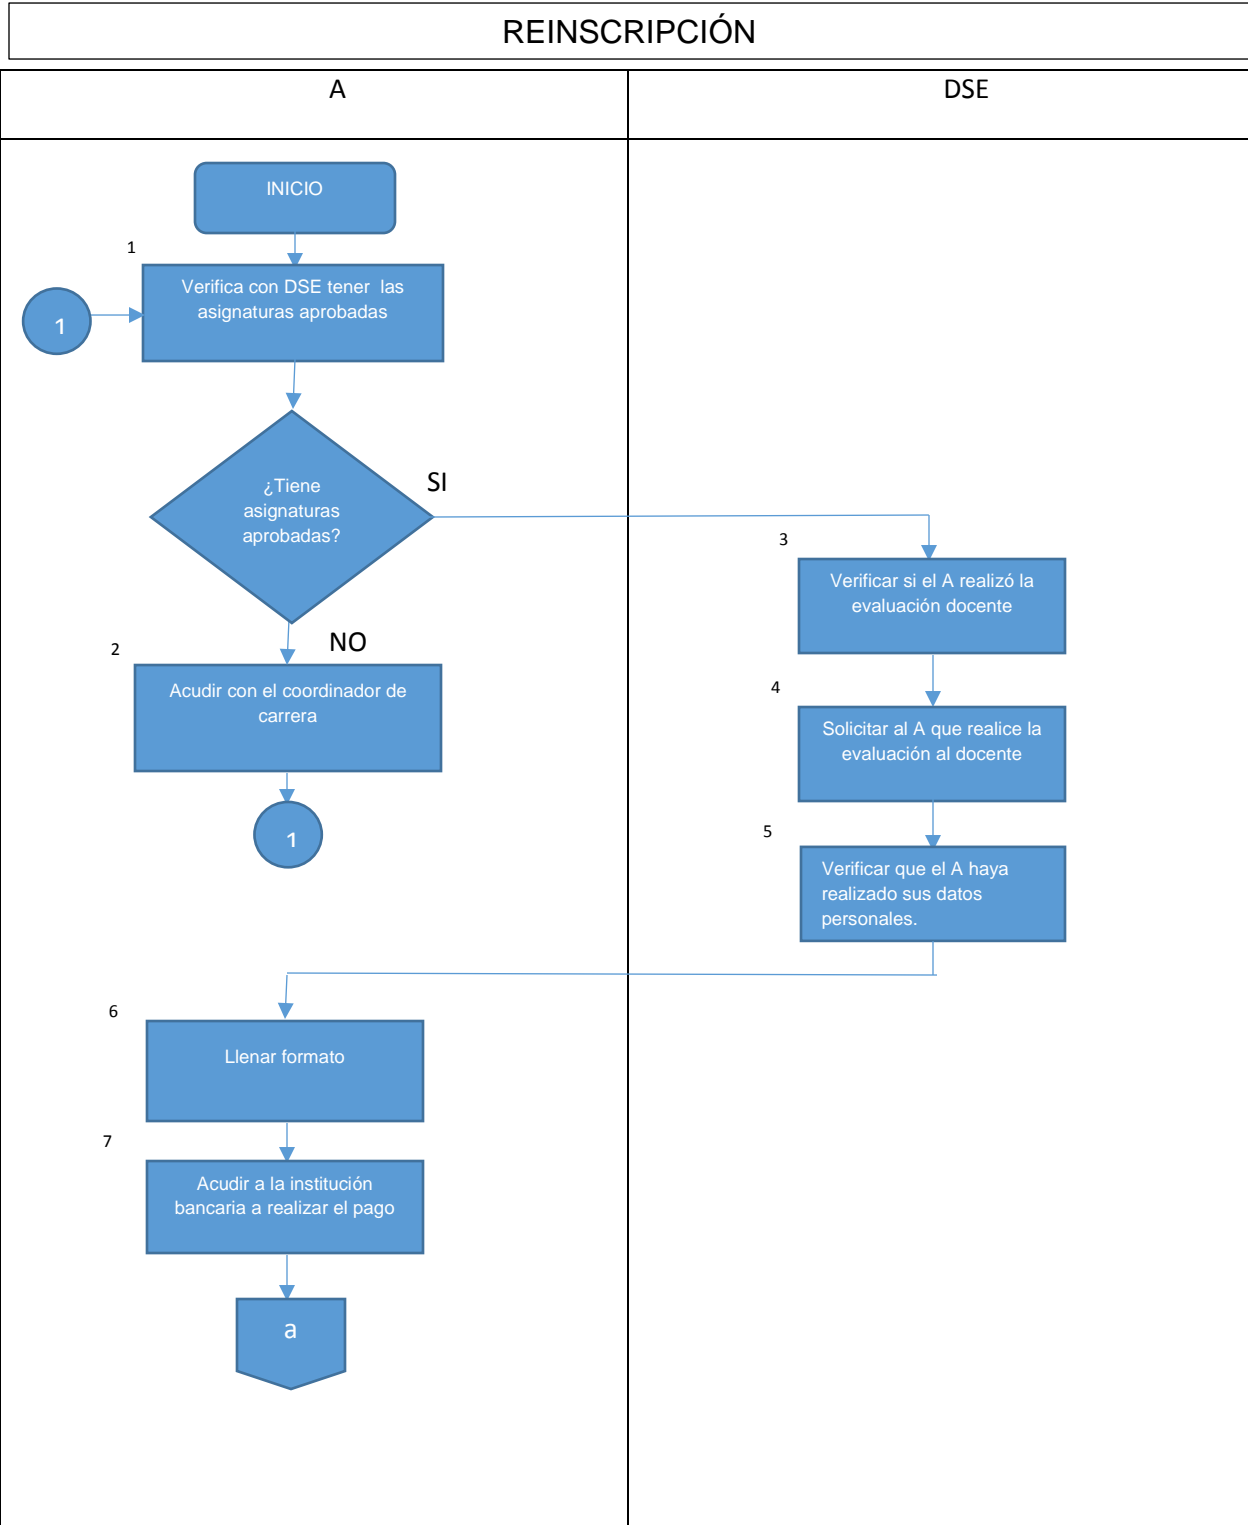 REINSCRIPCIÓN
A
DSE
INICIO
1
Verifica con DSE tener las
asignaturas aprobadas
1
¿Tiene
asignaturas
aprobadas?
SI
NO
2
Acudir con el coordinador de
carrera
1
3
Verificar si el A realizó la
evaluación docente
4
Solicitar al A que realice la
evaluación al docente
5
Verificar que el A haya
realizado sus datos
personales.
6
Llenar formato
7
Acudir a la institución
bancaria a realizar el pago
a